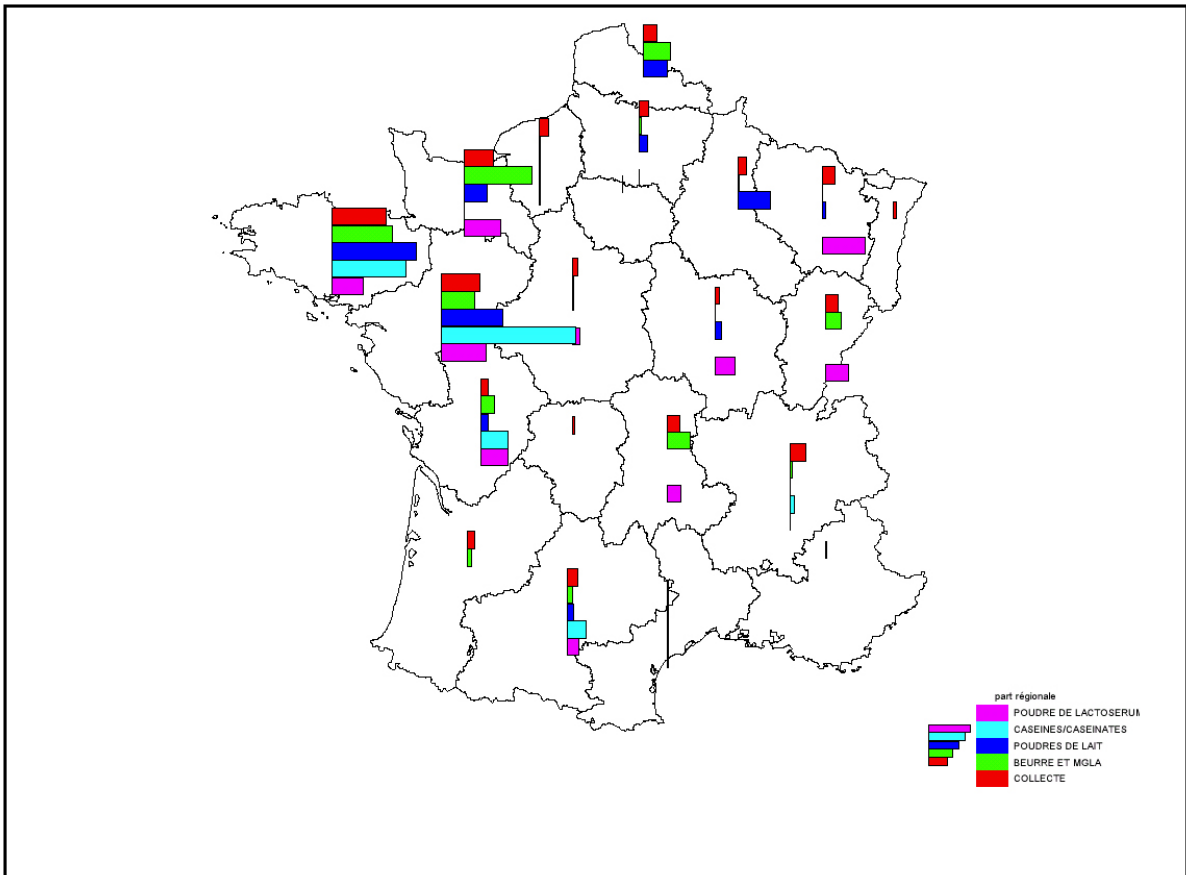 part régionale
POUDRE DE LACTOSERUM
CASEINES/CASEINATES
POUDRES DE LAIT
BEURRE ET MGLA
COLLECTE